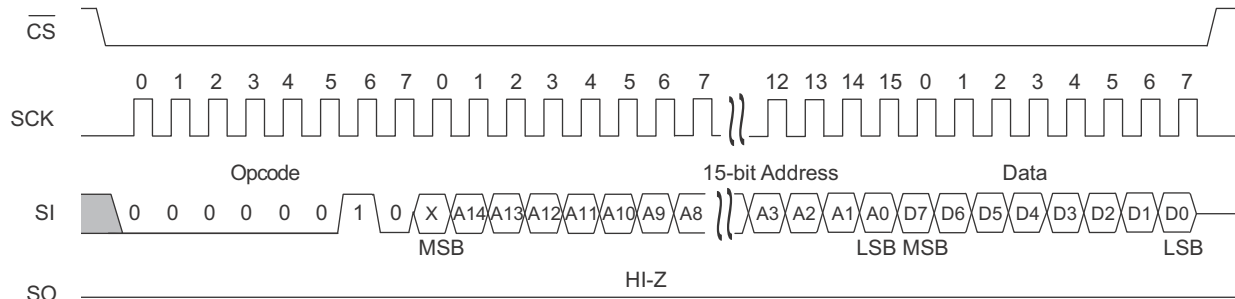 CS
0 1 2 3 4 5 6 7 0 1 2 3 4 5 6 7 12 13 14 15 0 1 2 3 4 5 6 7
SCK
Opcode 15-bit Address Data
SI 0 0 0 0 0 0 1 0 X A14 A13 A12 A11 A10 A9 A8 A3 A2 A1 A0 D7 D6 D5 D4 D3 D2 D1 D0
MSB LSB MSB LSB
HI-Z
SO